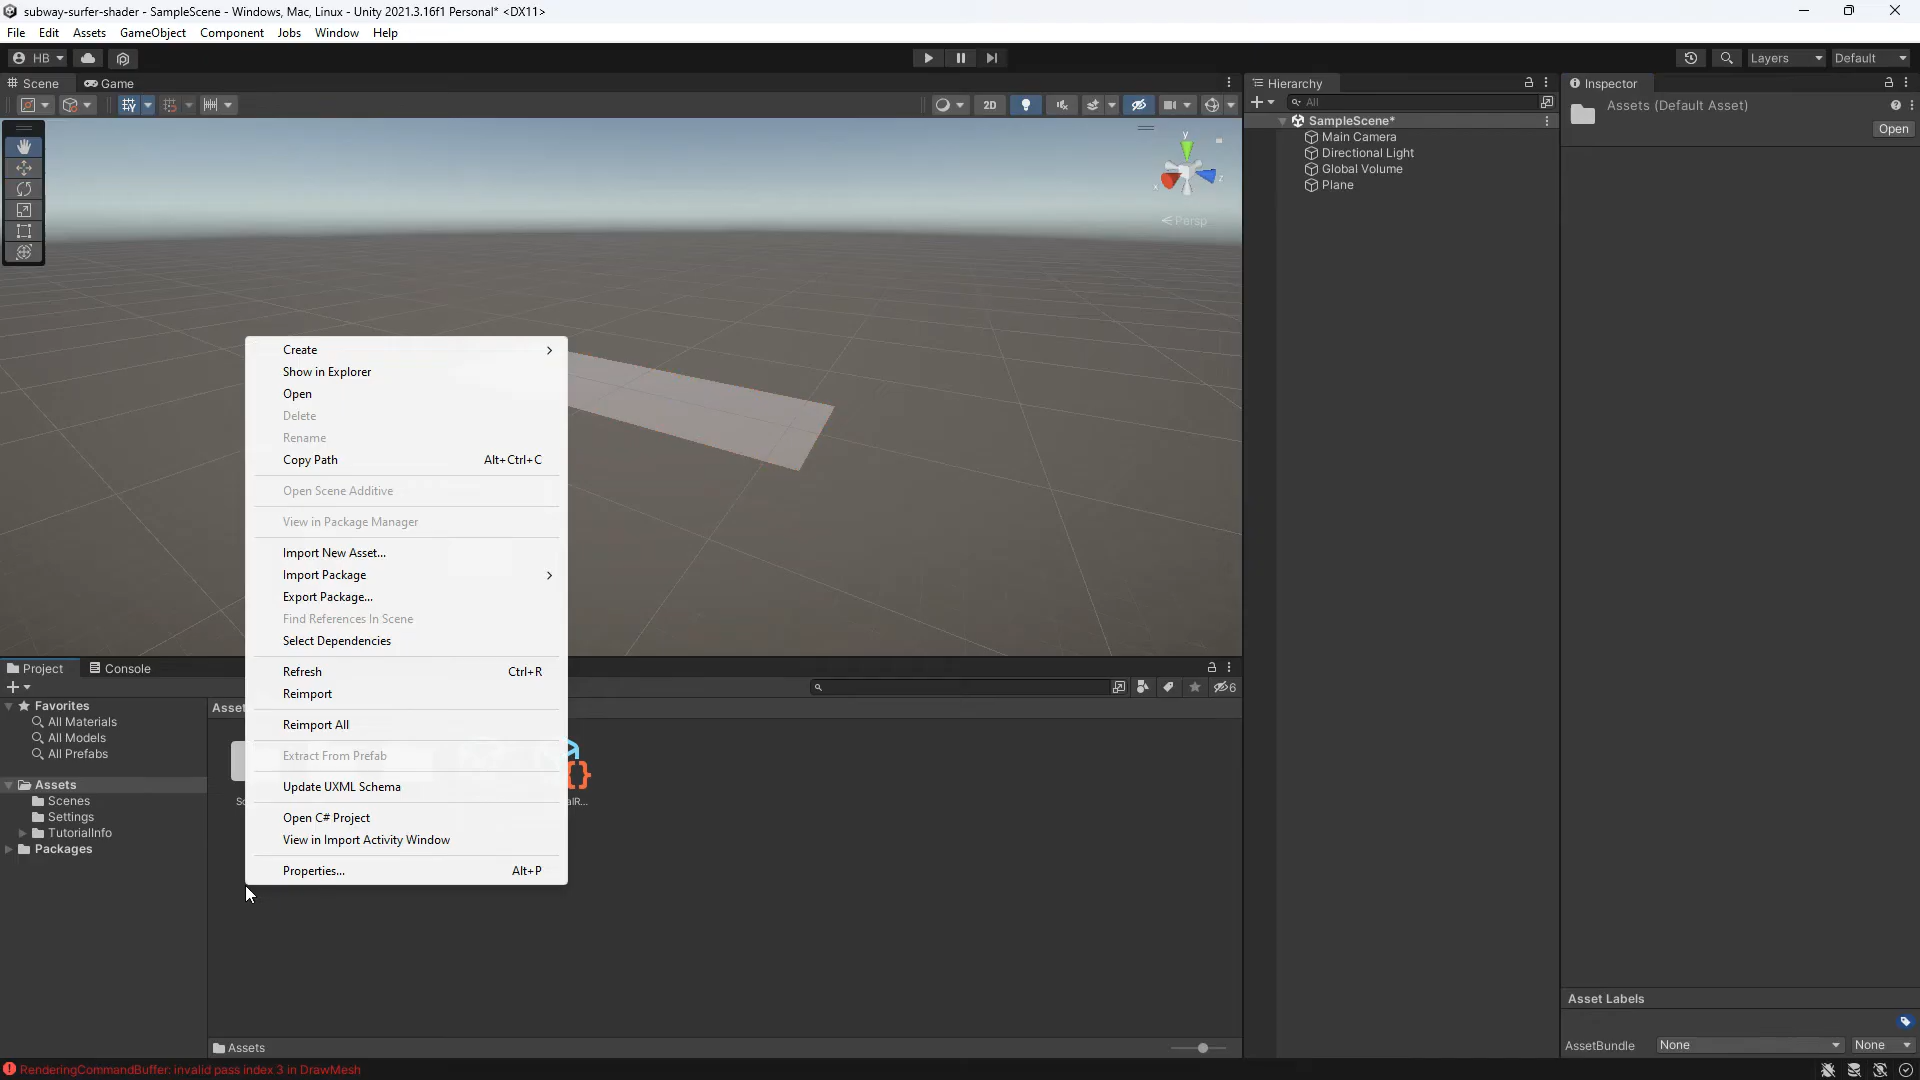 subway-surfer-shader - SampleScene - Windows, Mac, Linux - Unity 2021.3.16f1 Personal* <DX11>
File Edit Assets GameObject Component Jobs Window Help
HB Layers Default
Scene Game
2D
y
x z
Persp
Hierarchy
All
SampleScene*
Main Camera
Directional Light
Global Volume
Plane
Inspector
Assets (Default Asset)
Open
Create
Show in Explorer
Open
Delete
Rename
Copy Path Alt+Ctrl+C
Open Scene Additive
View in Package Manager
Import New Asset...
Import Package
Export Package...
Find References In Scene
Select Dependencies
Refresh Ctrl+R
Reimport
Reimport All
Extract From Prefab
Update UXML Schema
Open C# Project
View in Import Activity Window
Properties... Alt+P
Project Console
6
Favorites
All Materials
All Models
All Prefabs
Assets
Scenes
Settings
TutorialInfo
Packages
Assets
Asset Labels
AssetBundle None None
RenderingCommandBuffer: invalid pass index 3 in DrawMesh